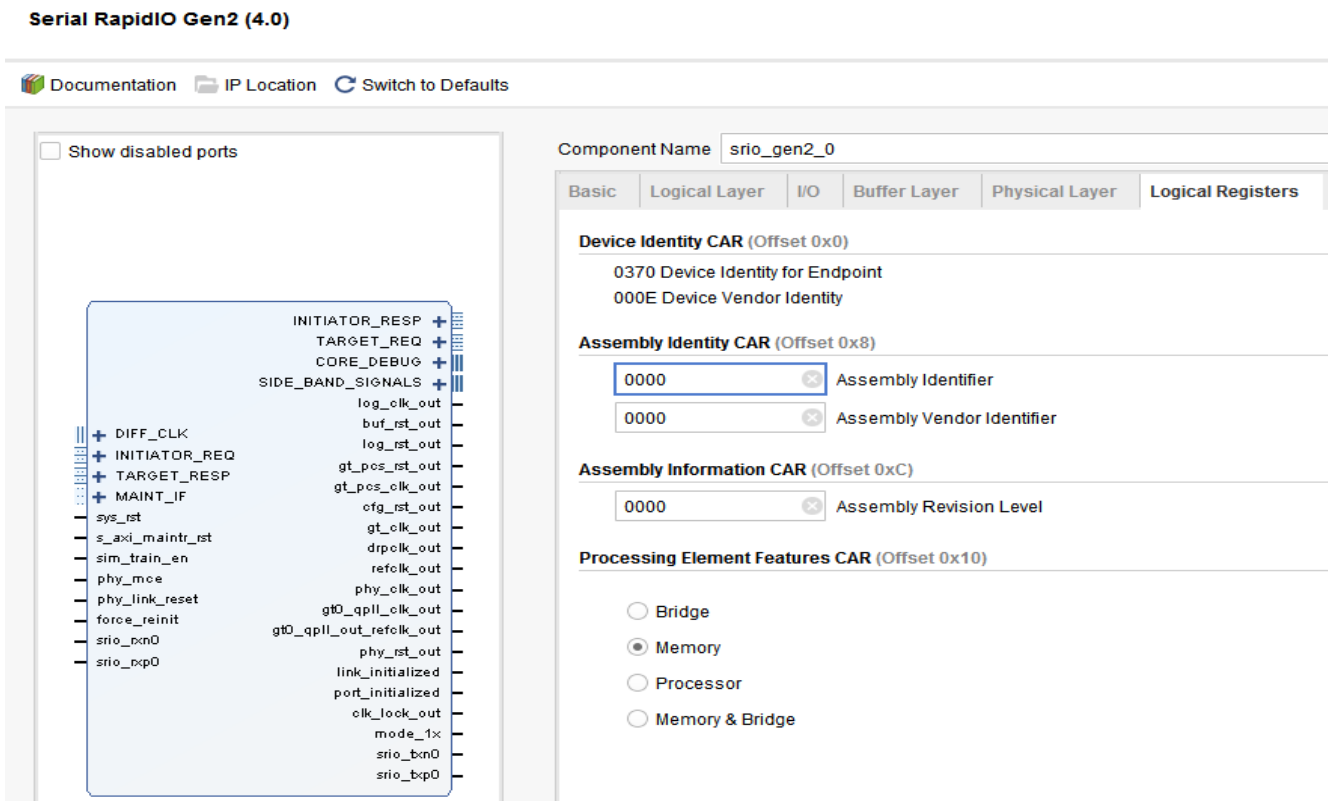 Serial RapidIO Gen2 (4.0)
Documentation IP Location Switch to Defaults
Show disabled ports
INITIATOR_RESP
TARGET_REQ
CORE_DEBUG
SIDE_BAND_SIGNALS
log_clk_out
buf_rst_out
log_rst_out
gt_pcs_rst_out
gt_pcs_clk_out
cfg_rst_out
gt_clk_out
drpclk_out
refclk_out
phy_clk_out
gt0_qpll_clk_out
gt0_qpll_out_refclk_out
phy_rst_out
link_initialized
port_initialized
clk_lock_out
mode_1x
srio_txn0
srio_txp0
DIFF_CLK
INITIATOR_REQ
TARGET_RESP
MAINT_IF
sys_rst
s_axi_maintr_rst
sim_train_en
phy_mce
phy_link_reset
force_reinit
srio_rxn0
srio_rxp0
Component Name srio_gen2_0
Basic Logical Layer I/O Buffer Layer Physical Layer Logical Registers
Device Identity CAR (Offset 0x0)
0370 Device Identity for Endpoint
000E Device Vendor Identity
Assembly Identity CAR (Offset 0x8)
0000 Assembly Identifier
0000 Assembly Vendor Identifier
Assembly Information CAR (Offset 0xC)
0000 Assembly Revision Level
Processing Element Features CAR (Offset 0x10)
Bridge
Memory
Processor
Memory & Bridge